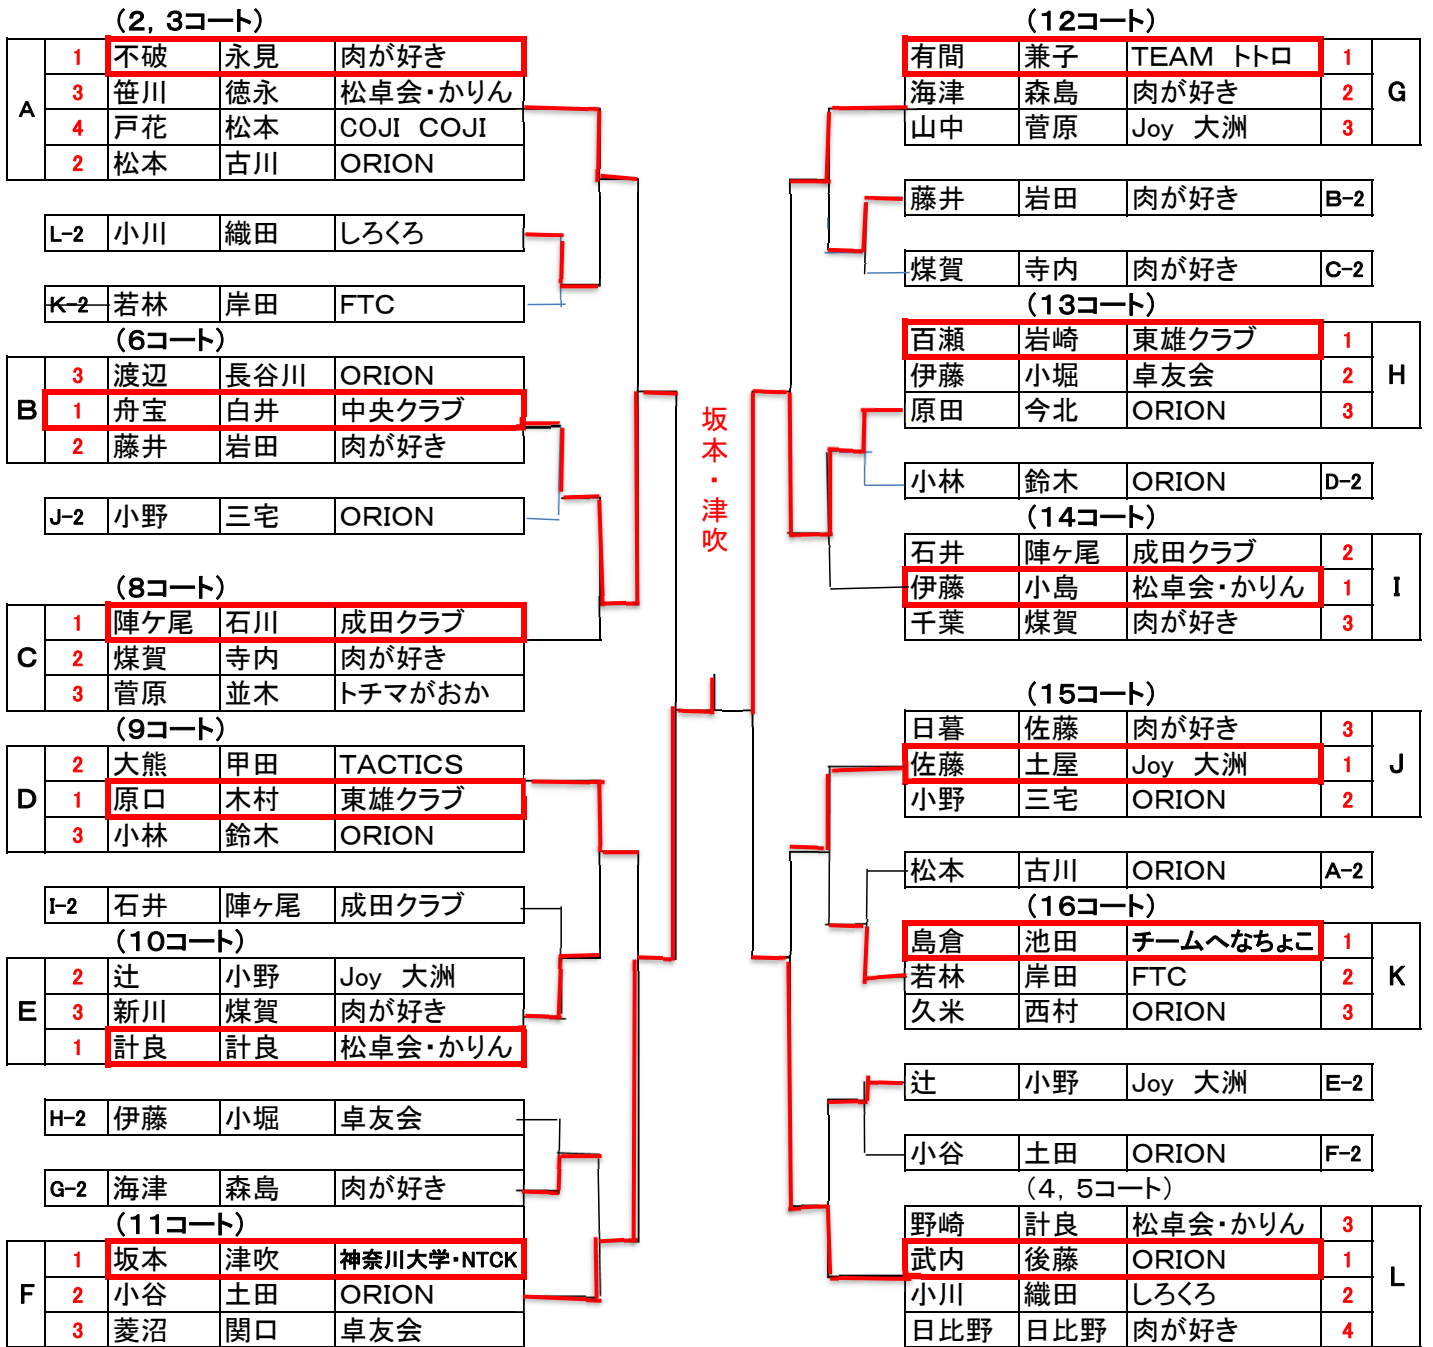 （2，3コート）
A
1 不破 永見 肉が好き
3 笹川 徳永 松卓会・かりん
4 戸花 松本 COJI COJI
2 松本 古川 ORION
L-2 小川 織田 しろくろ
K-2 若林 岸田 FTC
（6コート）
B
3 渡辺 長谷川 ORION
1 舟宝 白井 中央クラブ
2 藤井 岩田 肉が好き
J-2 小野 三宅 ORION
（8コート）
C
1 陣ケ尾 石川 成田クラブ
2 煤賀 寺内 肉が好き
3 菅原 並木 トチマがおか
（9コート）
D
2 大熊 甲田 TACTICS
1 原口 木村 東雄クラブ
3 小林 鈴木 ORION
I-2 石井 陣ヶ尾 成田クラブ
（10コート）
E
2 辻 小野 Joy 大洲
3 新川 煤賀 肉が好き
1 計良 計良 松卓会・かりん
H-2 伊藤 小堀 卓友会
G-2 海津 森島 肉が好き
（11コート）
F
1 坂本 津吹 神奈川大学・NTCK
2 小谷 土田 ORION
3 菱沼 関口 卓友会
坂本・津吹
（12コート）
有間 兼子 TEAM トトロ 1
海津 森島 肉が好き 2
山中 菅原 Joy 大洲 3
G
藤井 岩田 肉が好き B-2
煤賀 寺内 肉が好き C-2
（13コート）
百瀬 岩崎 東雄クラブ 1
伊藤 小堀 卓友会 2
原田 今北 ORION 3
H
小林 鈴木 ORION D-2
（14コート）
石井 陣ヶ尾 成田クラブ 2
伊藤 小島 松卓会・かりん 1
千葉 煤賀 肉が好き 3
I
（15コート）
日暮 佐藤 肉が好き 3
佐藤 土屋 Joy 大洲 1
小野 三宅 ORION 2
J
松本 古川 ORION A-2
（16コート）
島倉 池田 チームへなちょこ 1
若林 岸田 FTC 2
久米 西村 ORION 3
K
辻 小野 Joy 大洲 E-2
小谷 土田 ORION F-2
（4，5コート）
野崎 計良 松卓会・かりん 3
武内 後藤 ORION 1
小川 織田 しろくろ 2
日比野 日比野 肉が好き 4
L